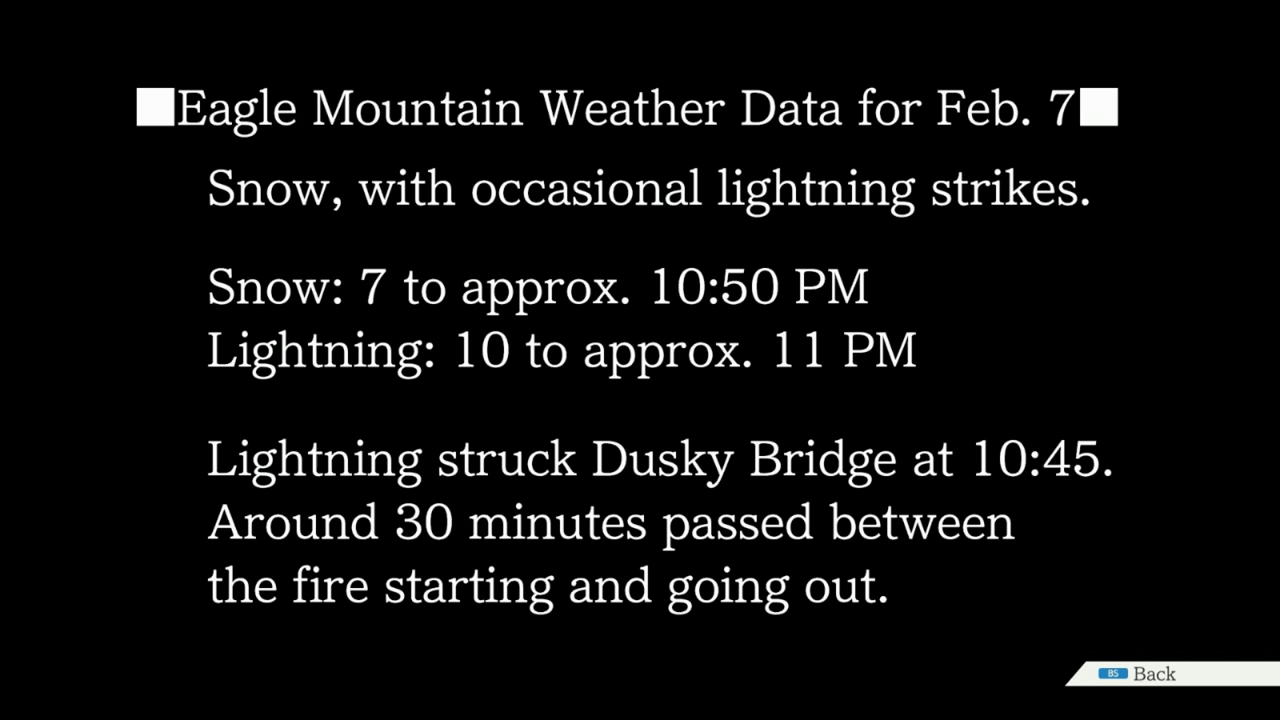 ■Eagle Mountain Weather Data for Feb. 7■
Snow, with occasional lightning strikes.
Snow: 7 to approx. 10:50 PM
Lightning: 10 to approx. 11 PM
Lightning struck Dusky Bridge at 10:45.
Around 30 minutes passed between
the fire starting and going out.
BS Back